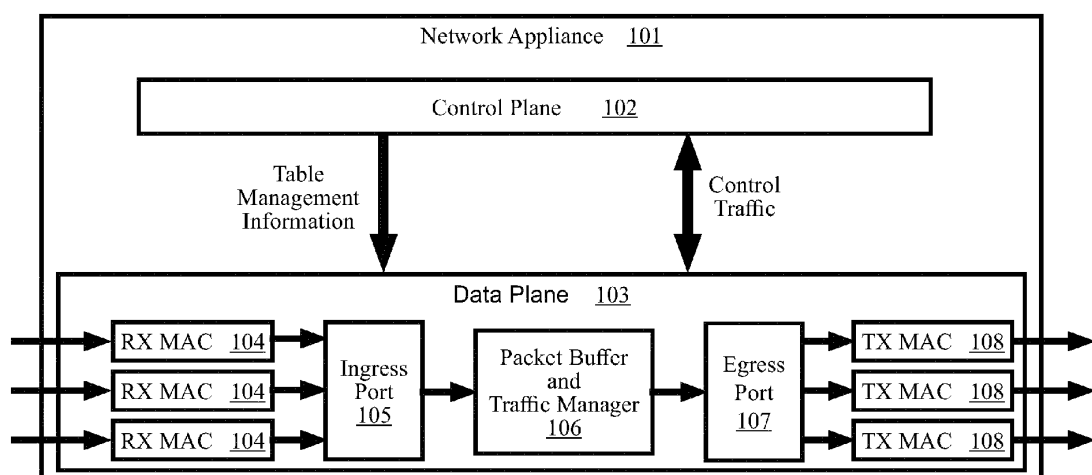 Network Appliance 101
Control Plane 102
Table
Management
Information
Control
Traffic
Data Plane 103
RX MAC 104
RX MAC 104
RX MAC 104
Ingress
Port
105
Packet Buffer
and
Traffic Manager
106
Egress
Port
107
TX MAC 108
TX MAC 108
TX MAC 108